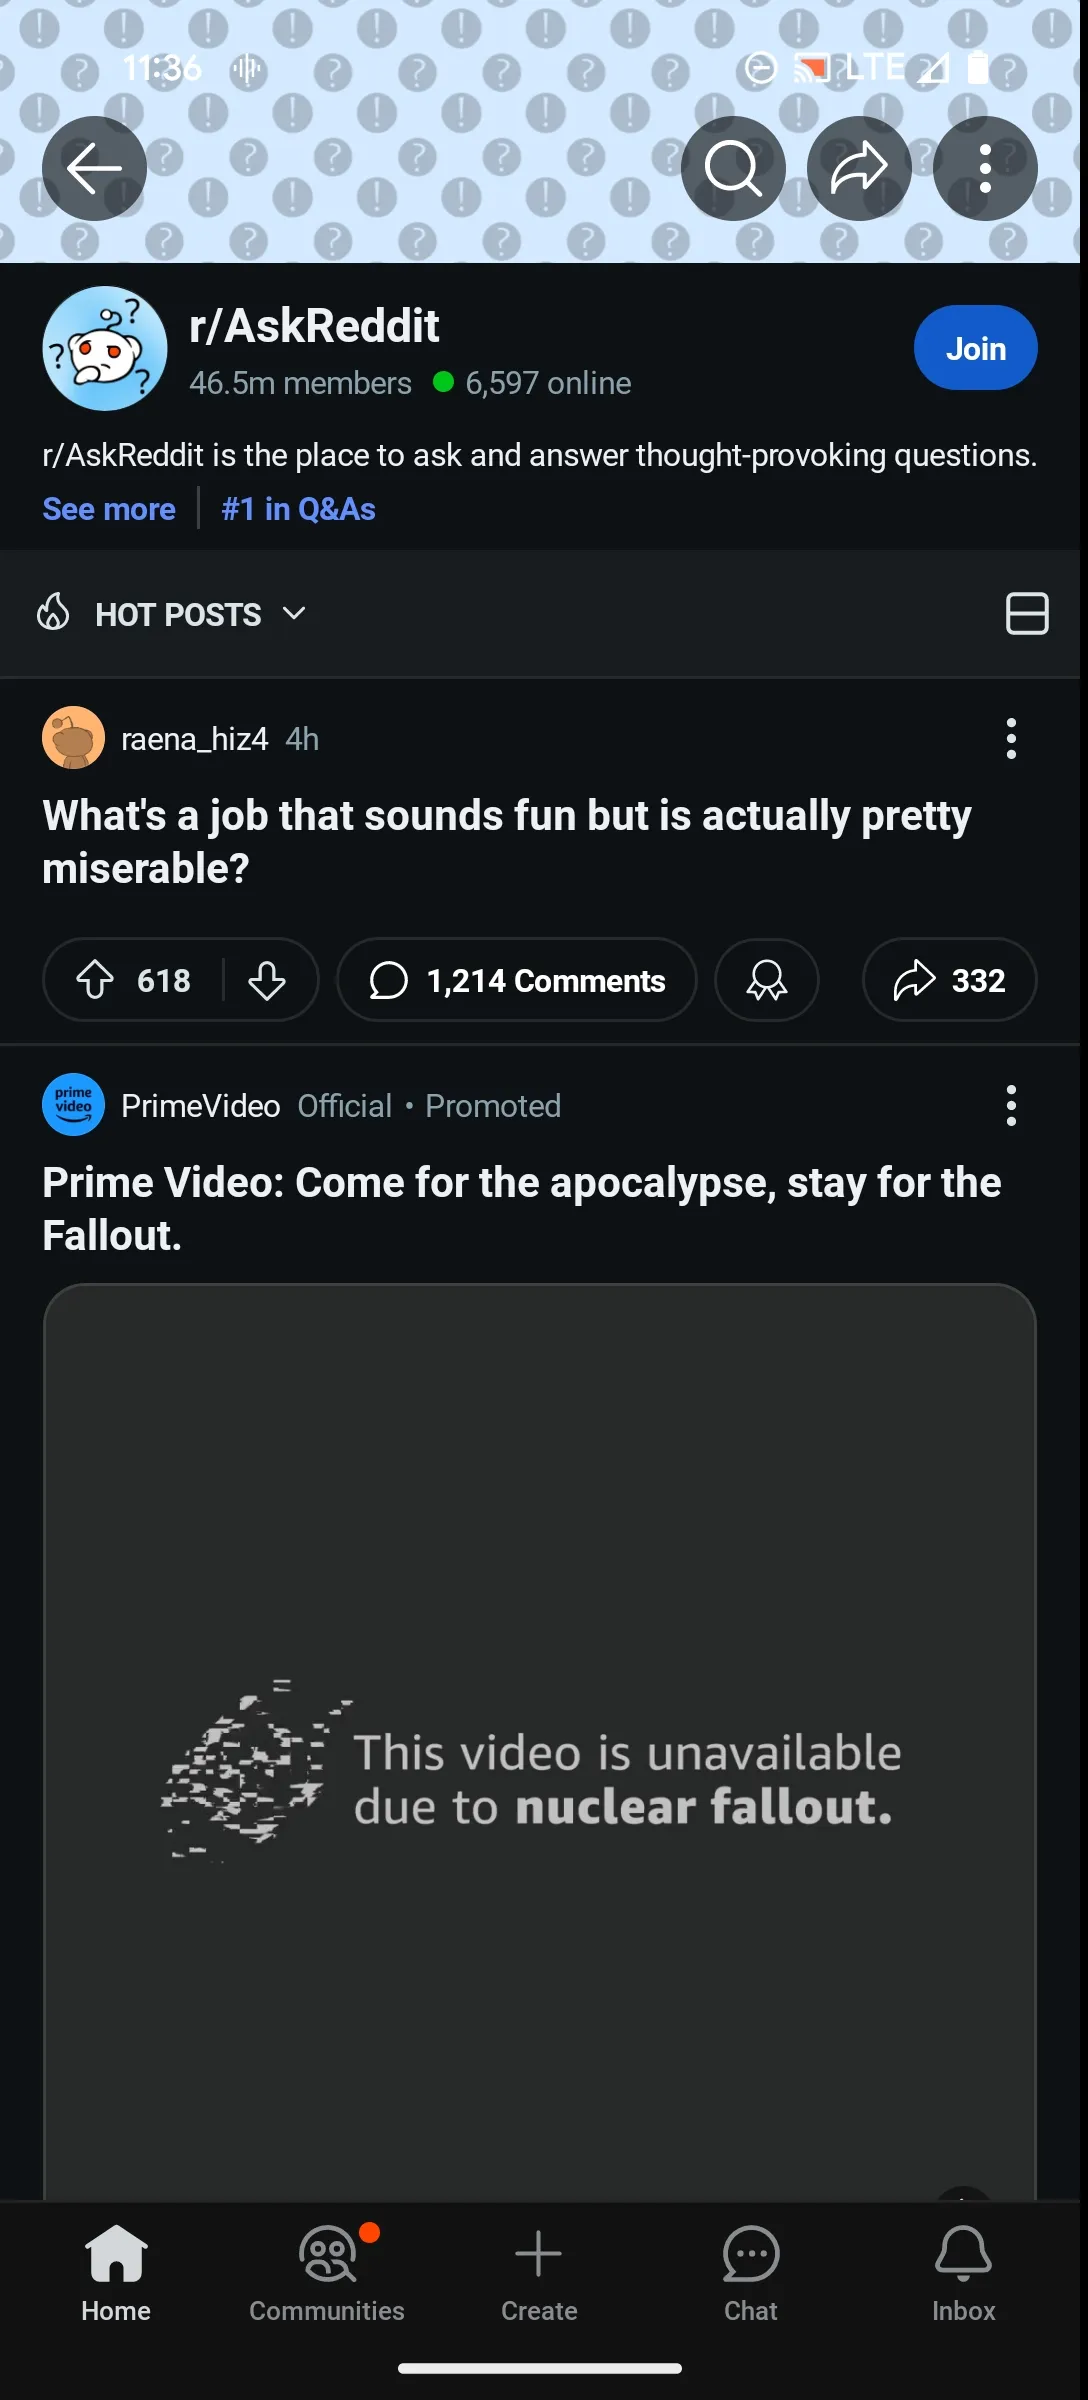 11:36 LTE
r/AskReddit
46.5m members 6,597 online
Join
r/AskReddit is the place to ask and answer thought-provoking questions.
See more #1 in Q&As
HOT POSTS
raena_hiz4 4h
What's a job that sounds fun but is actually pretty
miserable?
618 1,214 Comments 332
prime
video
PrimeVideo Official • Promoted
Prime Video: Come for the apocalypse, stay for the
Fallout.
This video is unavailable
due to nuclear fallout.
Home Communities Create Chat Inbox